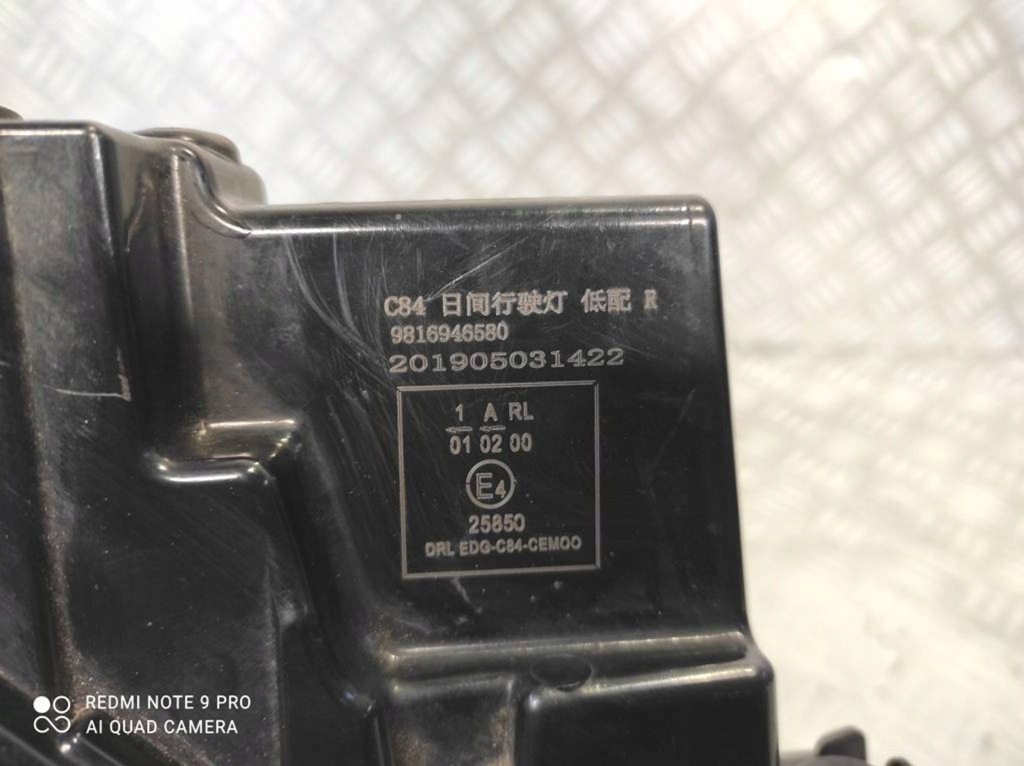 C84 日间行驶灯 低配 R
9816946580
201905031422
1 A RL
01 02 00
E4
25850
DRL EDG-C84-CEMOO
REDMI NOTE 9 PRO
AI QUAD CAMERA